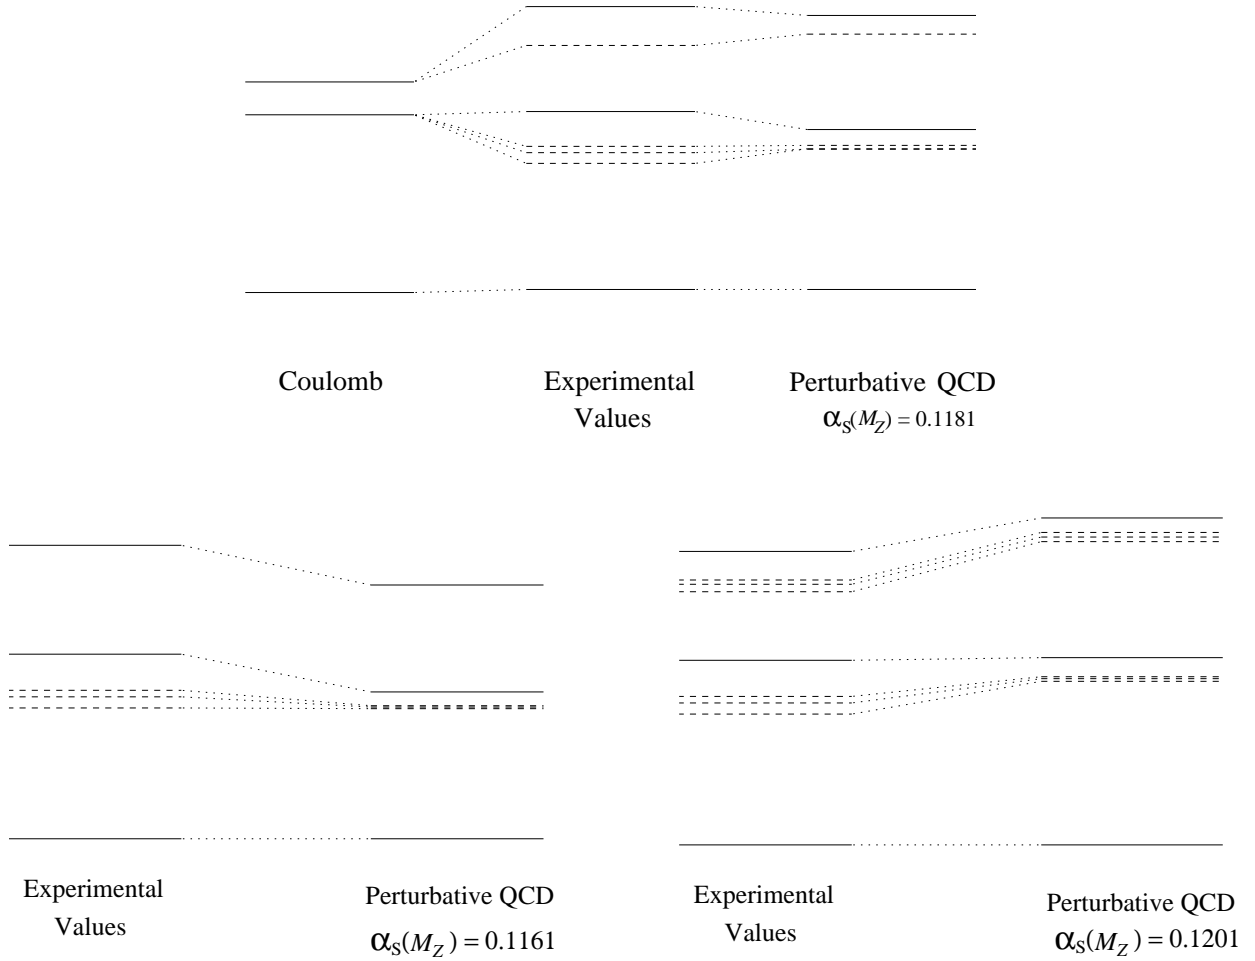 Coulomb
Experimental
Values
Perturbative QCD
αS(MZ) = 0.1181
Experimental
Values
Perturbative QCD
αS(MZ) = 0.1161
Experimental
Values
Perturbative QCD
αS(MZ) = 0.1201